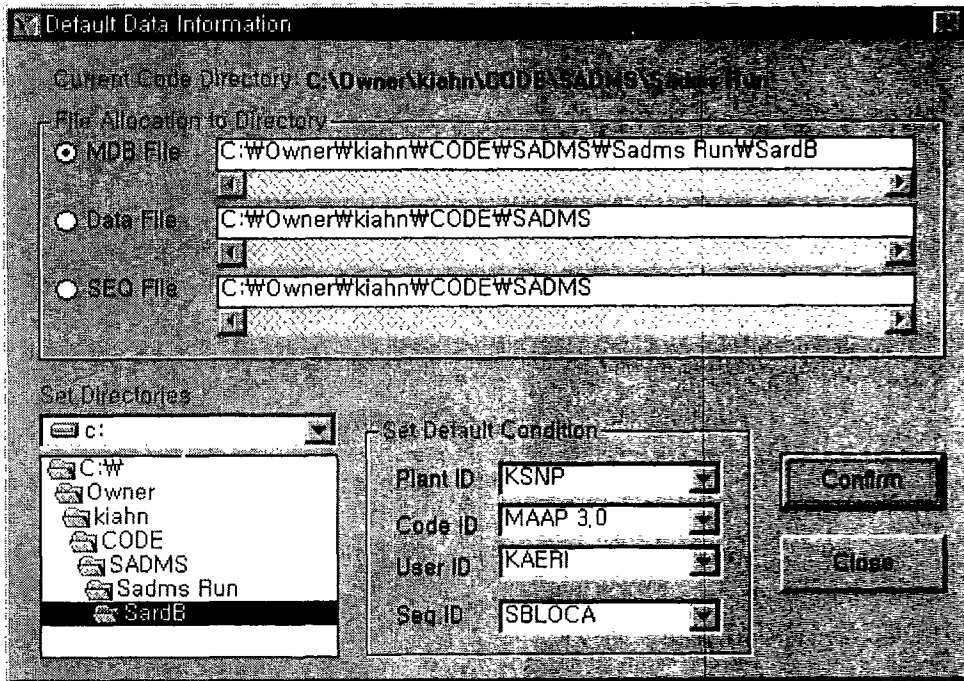 Default Data Information
Current Code Directory: C:\Owner\kiahn\CODE\SADMS\Sadms Run
File Allocation to Directory
MDB File C:₩Owner₩kiahn₩CODE₩SADMS₩Sadms Run₩SardB
Data File C:₩Owner₩kiahn₩CODE₩SADMS
SEQ File C:₩Owner₩kiahn₩CODE₩SADMS
Set Directories
c:
C:₩
Owner
kiahn
CODE
SADMS
Sadms Run
SardB
Set Default Condition
Plant ID KSNP
Code ID MAAP 3,0
User ID KAERI
Seq ID SBLOCA
Confirm
Close